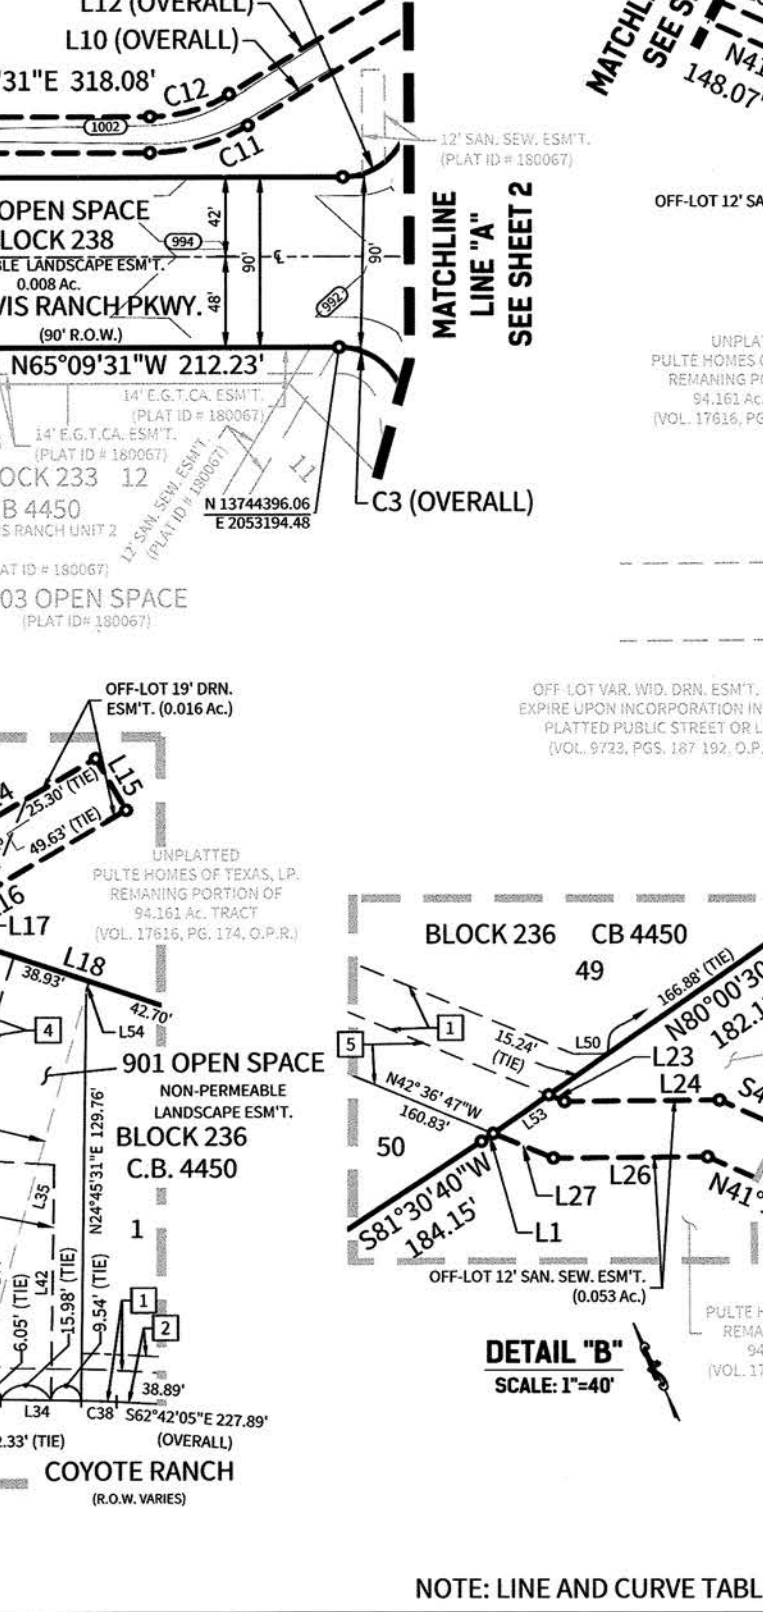 L12 (OVERALL)
L10 (OVERALL)
'31"E 318.08'
C12
1002
C11
MATCHL
SEE S
N41
148.07'
12' SAN. SEW. ESM'T.
(PLAT ID # 180067)
OPEN SPACE
LOCK 238
BLE LANDSCAPE ESM'T.
0.008 Ac.
VIS RANCH PKWY.
(90' R.O.W.)
994
42'
48'
90'
℄
90'
992
MATCHLINE
LINE "A"
SEE SHEET 2
OFF-LOT 12' SA
N65°09'31"W 212.23'
14' E.G.T.CA. ESM'T.
(PLAT ID # 180067)
14' E.G.T.CA. ESM'T.
(PLAT ID # 180067)
12' SAN. SEW. ESM'T.
(PLAT ID # 180067)
11
OCK 233 12
B 4450
IS RANCH UNIT 2
AT ID # 180067)
03 OPEN SPACE
(PLAT ID# 180067)
N 13744396.06
E 2053194.48
C3 (OVERALL)
UNPLA
PULTE HOMES
REMANING PO
94.161 Ac.
(VOL. 17616, PG
OFF-LOT VAR. WID. DRN. ESM'T.
EXPIRE UPON INCORPORATION IN
PLATTED PUBLIC STREET OR L
(VOL. 9723, PGS. 187-192, O.P.
OFF-LOT 19' DRN.
ESM'T. (0.016 Ac.)
4
L15
25.30' (TIE)
49.63' (TIE)
L16
L17
L18
38.93'
42.70'
L54
4
UNPLATTED
PULTE HOMES OF TEXAS, LP.
REMANING PORTION OF
94.161 Ac. TRACT
(VOL. 17616, PG. 174, O.P.R.)
901 OPEN SPACE
NON-PERMEABLE
LANDSCAPE ESM'T.
BLOCK 236
C.B. 4450
N24°45'31"E 129.76'
L35
L42
1
6.05' (TIE)
15.98' (TIE)
9.54' (TIE)
1
2
38.89'
L34
C38
S62°42'05"E 227.89'
(OVERALL)
2.33' (TIE)
COYOTE RANCH
(R.O.W. VARIES)
BLOCK 236 CB 4450
49
166.88' (TIE)
N80°00'30
182.1
1
5
15.24'
(TIE)
L50
L23
L24
S4
N42°36'47"W
160.83'
L53
50
L26
L27
N41°
L1
S81°30'40"W
184.15'
OFF-LOT 12' SAN. SEW. ESM'T.
(0.053 Ac.)
PULTE H
REMA
94
(VOL. 17
DETAIL "B"
SCALE: 1"=40'
NOTE: LINE AND CURVE TABL